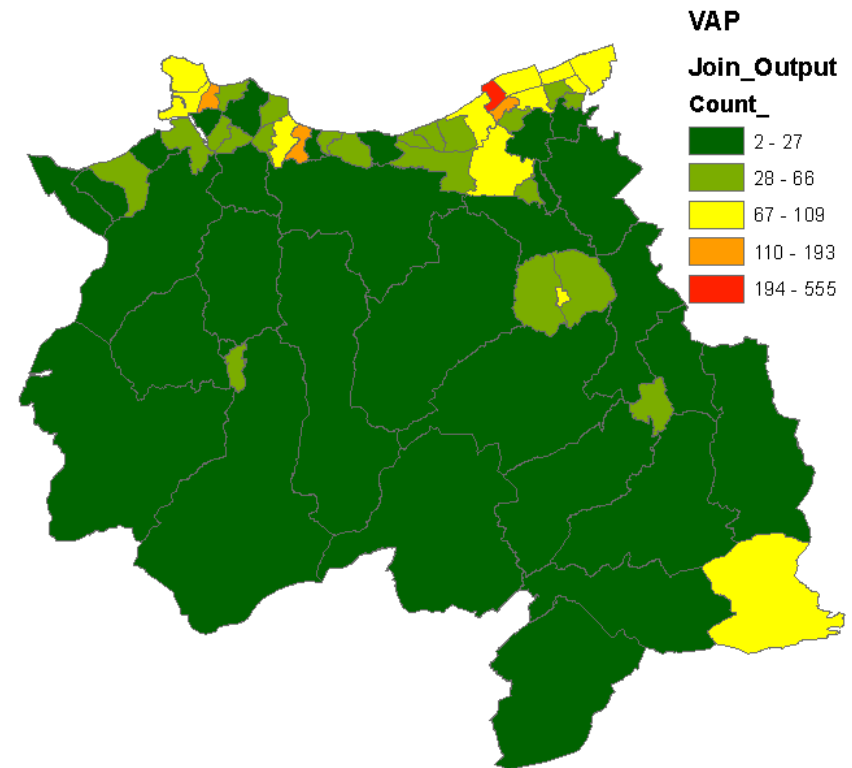 VAP
Join_Output
Count_
2 - 27
28 - 66
67 - 109
110 - 193
194 - 555